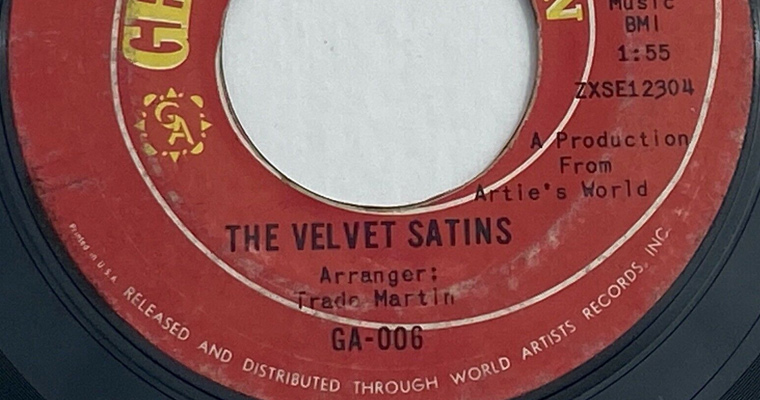 Music
BMI
1:55
ZXSE12304
GA
A Production
From
Artie's World
THE VELVET SATINS
Arranger:
Trade Martin
GA-006
Printed in U.S.A. RELEASED AND DISTRIBUTED THROUGH WORLD ARTISTS RECORDS, INC.